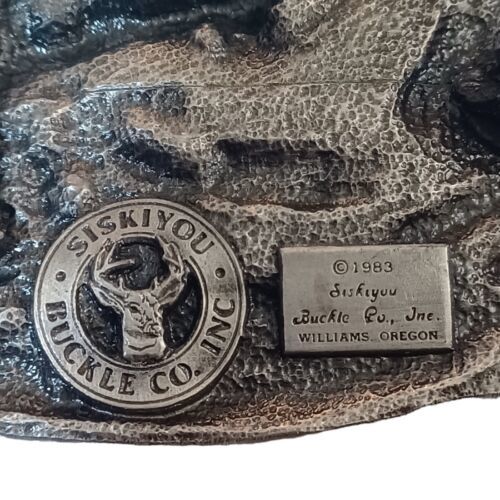 · SISKIYOU ·
BUCKLE CO. INC
©1983
Siskiyou
Buckle Co., Inc.
WILLIAMS, OREGON